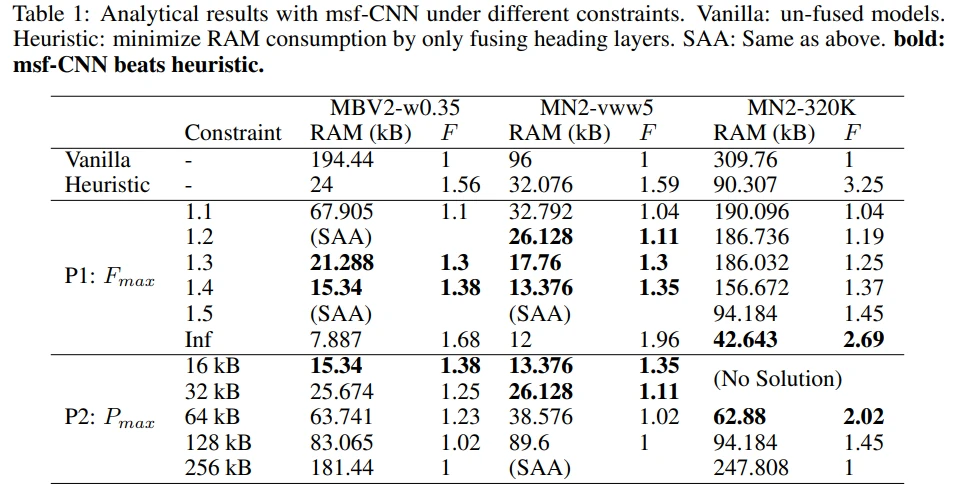 Table 1: Analytical results with msf-CNN under different constraints. Vanilla: un-fused models.
Heuristic: minimize RAM consumption by only fusing heading layers. SAA: Same as above. bold:
msf-CNN beats heuristic.
MBV2-w0.35 MN2-vww5 MN2-320K
Constraint RAM (kB) F RAM (kB) F RAM (kB) F
Vanilla - 194.44 1 96 1 309.76 1
Heuristic - 24 1.56 32.076 1.59 90.307 3.25
1.1 67.905 1.1 32.792 1.04 190.096 1.04
1.2 (SAA) 26.128 1.11 186.736 1.19
P1: Fmax 1.3 21.288 1.3 17.76 1.3 186.032 1.25
1.4 15.34 1.38 13.376 1.35 156.672 1.37
1.5 (SAA) (SAA) 94.184 1.45
Inf 7.887 1.68 12 1.96 42.643 2.69
16 kB 15.34 1.38 13.376 1.35 (No Solution)
32 kB 25.674 1.25 26.128 1.11
P2: Pmax 64 kB 63.741 1.23 38.576 1.02 62.88 2.02
128 kB 83.065 1.02 89.6 1 94.184 1.45
256 kB 181.44 1 (SAA) 247.808 1